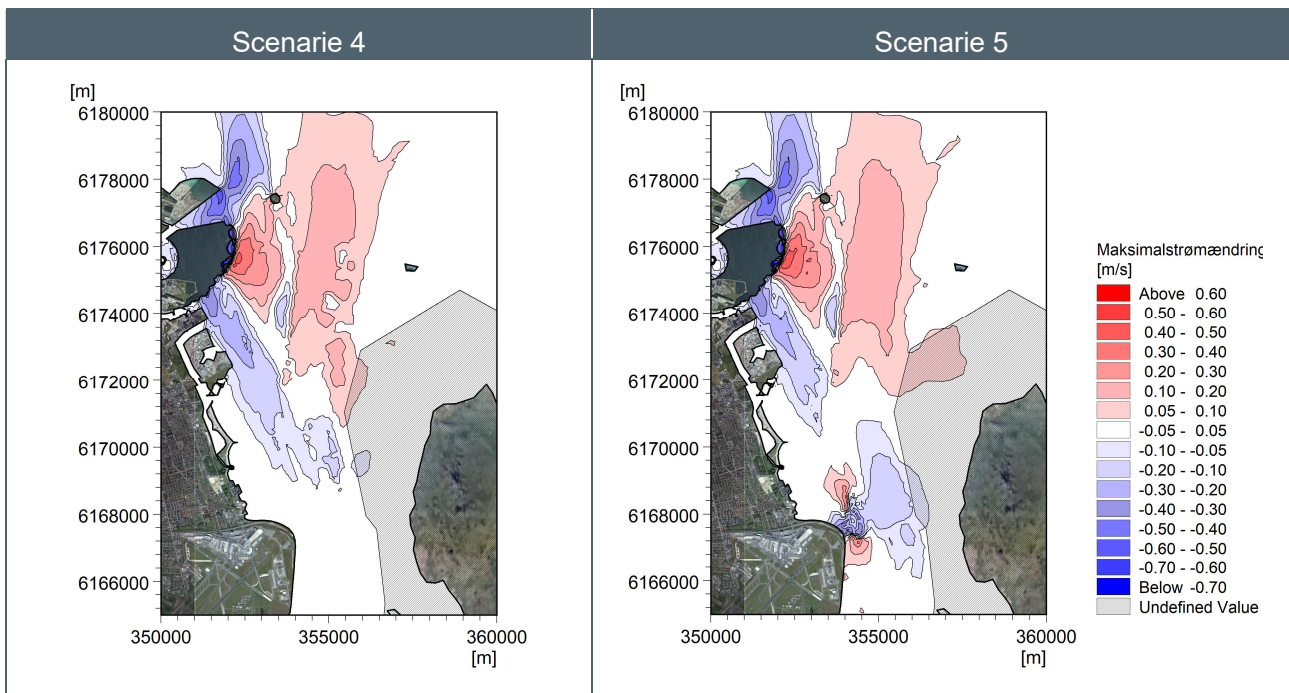 Scenarie 4
Scenarie 5
[m]
6180000
6178000
6176000
6174000
6172000
6170000
6168000
6166000
350000
355000
360000
[m]
[m]
6180000
6178000
6176000
6174000
6172000
6170000
6168000
6166000
350000
355000
360000
[m]
Maksimalstrømændring
[m/s]
Above 0.60
0.50 - 0.60
0.40 - 0.50
0.30 - 0.40
0.20 - 0.30
0.10 - 0.20
0.05 - 0.10
-0.05 - 0.05
-0.10 - -0.05
-0.20 - -0.10
-0.30 - -0.20
-0.40 - -0.30
-0.50 - -0.40
-0.60 - -0.50
-0.70 - -0.60
Below -0.70
Undefined Value